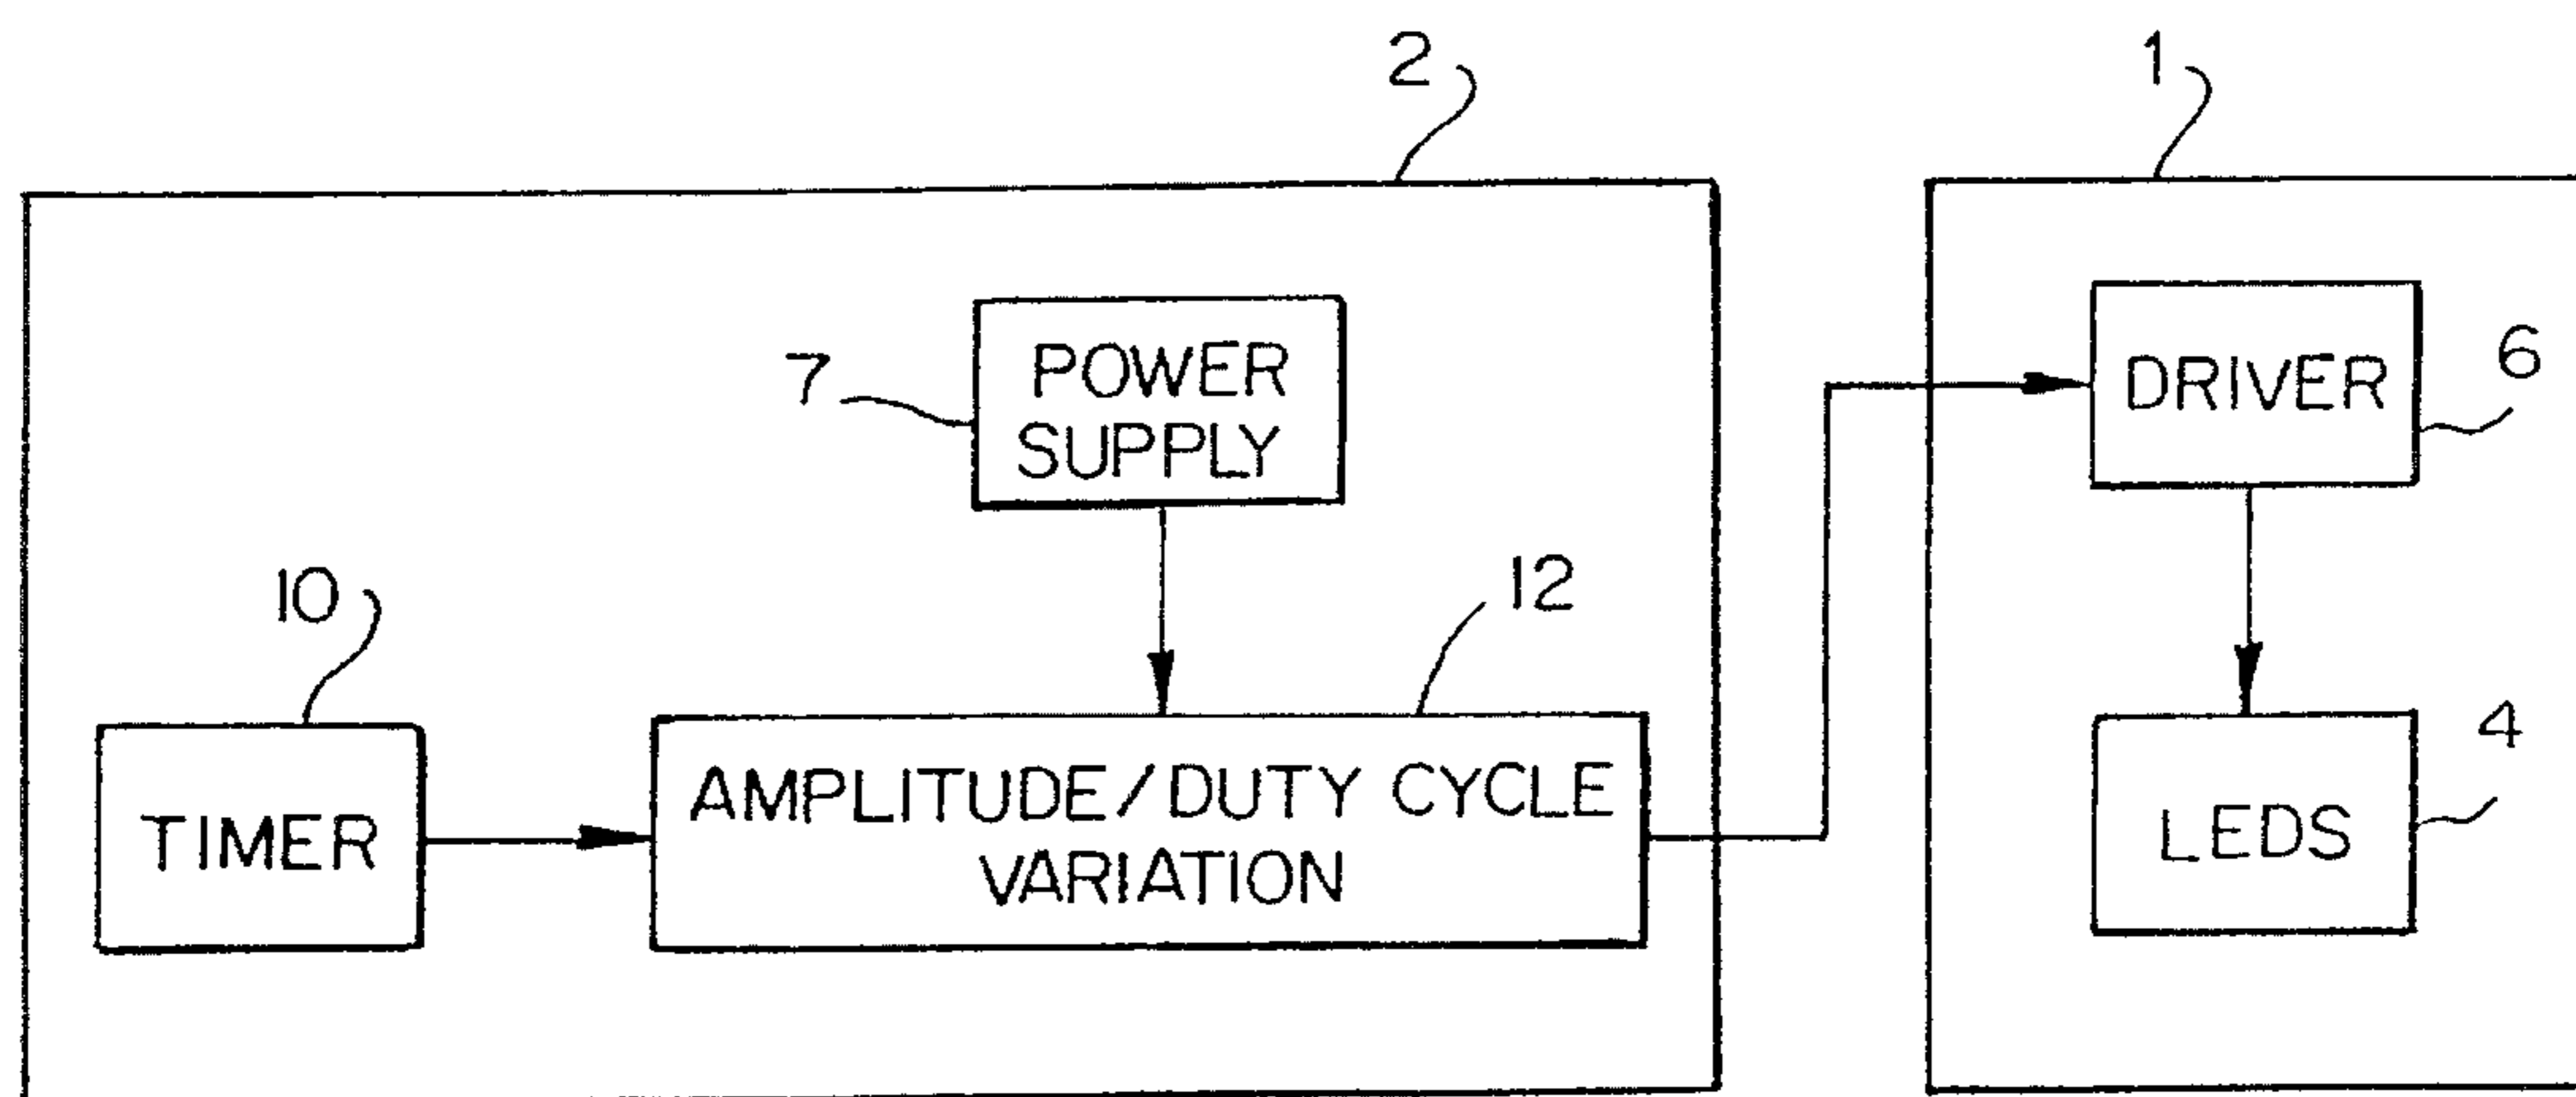 2
1
POWER
SUPPLY
7
DRIVER
6
10
12
TIMER
AMPLITUDE/DUTY CYCLE
VARIATION
LEDS
4